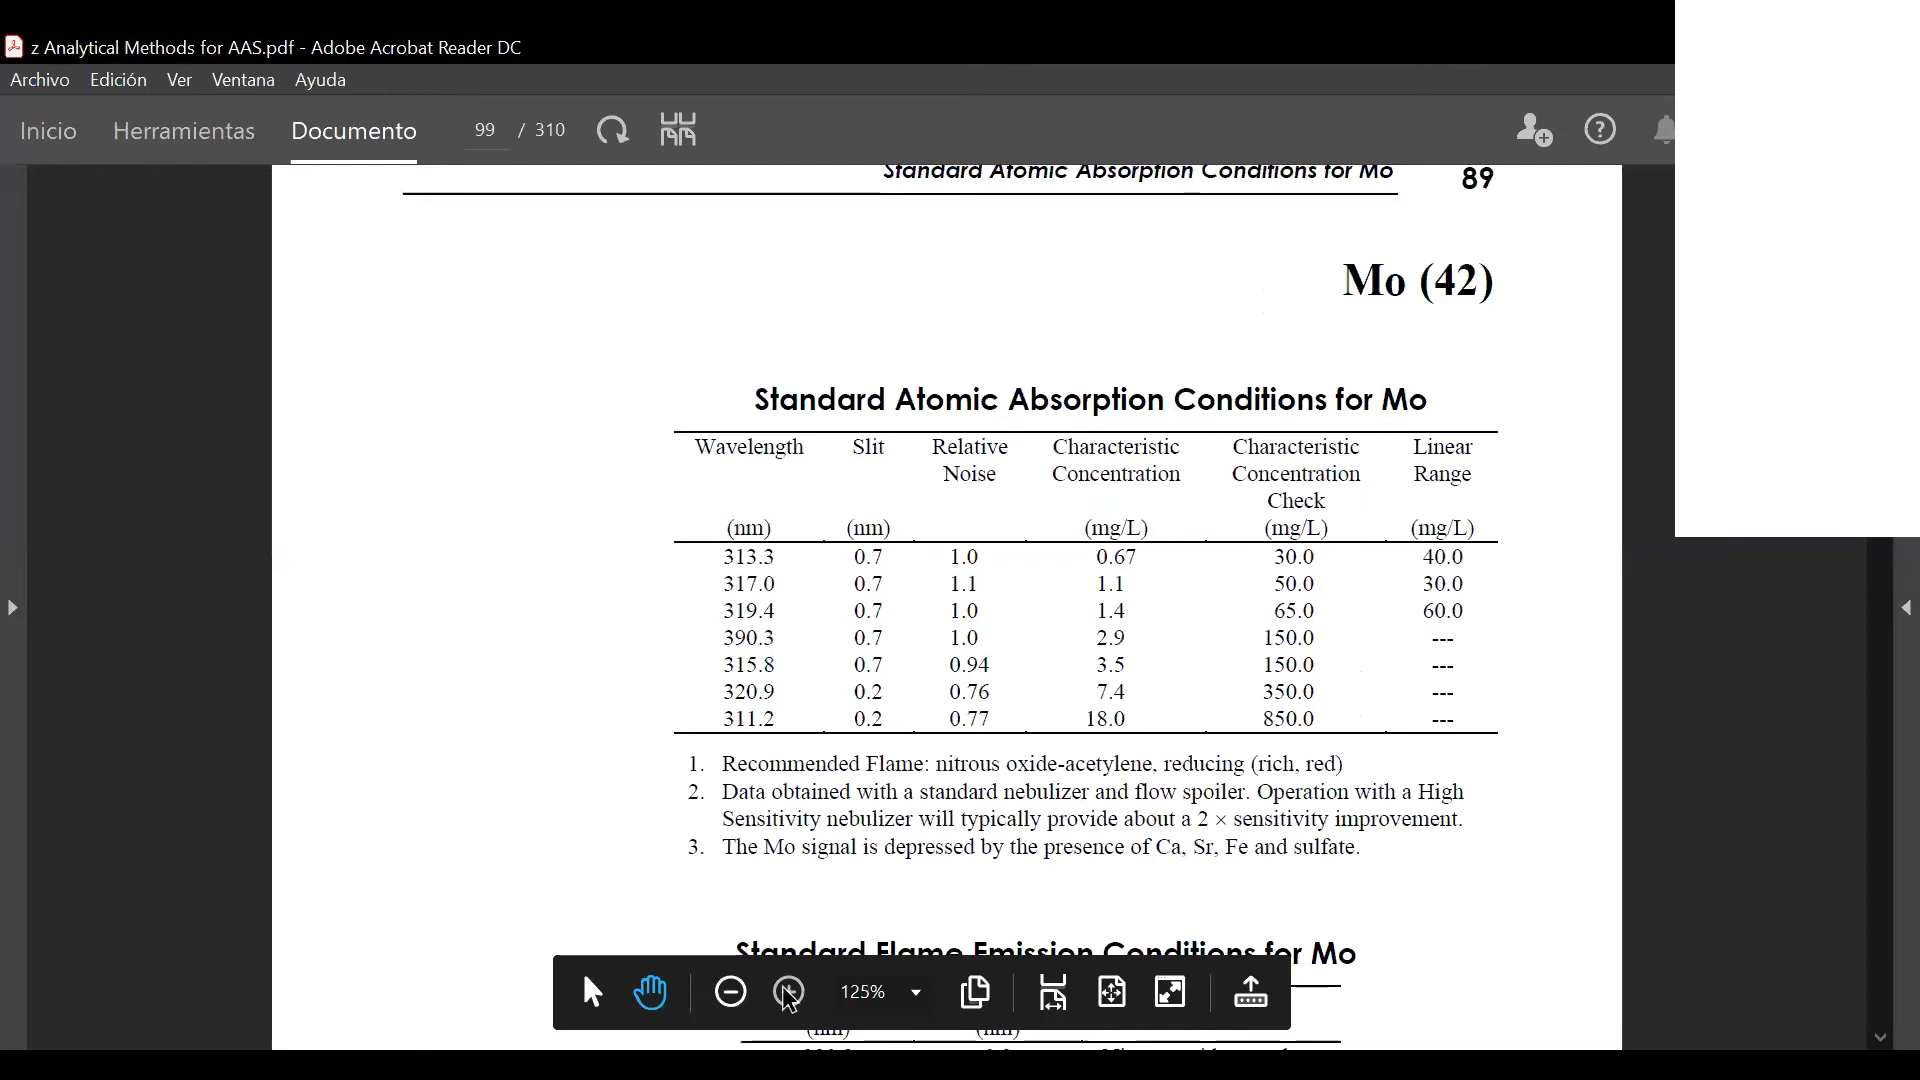 z Analytical Methods for AAS.pdf - Adobe Acrobat Reader DC
Archivo Edición Ver Ventana Ayuda
Inicio Herramientas Documento 99 / 310
Standard Atomic Absorption Conditions for Mo 89
Mo (42)
Standard Atomic Absorption Conditions for Mo
Wavelength Slit Relative Characteristic Characteristic Linear
Noise Concentration Concentration Range
Check
(nm) (nm) (mg/L) (mg/L) (mg/L)
313.3 0.7 1.0 0.67 30.0 40.0
317.0 0.7 1.1 1.1 50.0 30.0
319.4 0.7 1.0 1.4 65.0 60.0
390.3 0.7 1.0 2.9 150.0 ---
315.8 0.7 0.94 3.5 150.0 ---
320.9 0.2 0.76 7.4 350.0 ---
311.2 0.2 0.77 18.0 850.0 ---
1. Recommended Flame: nitrous oxide-acetylene, reducing (rich, red)
2. Data obtained with a standard nebulizer and flow spoiler. Operation with a High
Sensitivity nebulizer will typically provide about a 2 × sensitivity improvement.
3. The Mo signal is depressed by the presence of Ca, Sr, Fe and sulfate.
Standard Flame Emission Conditions for Mo
125%
(nm) (nm)